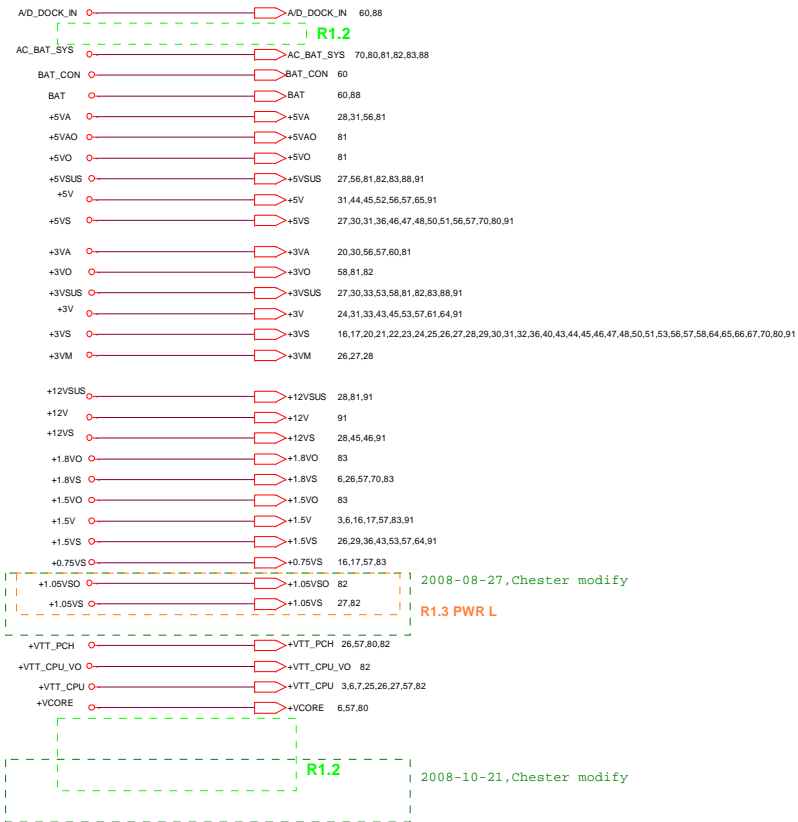 A/D_DOCK_IN A/D_DOCK_IN 60,88
R1.2
AC_BAT_SYS AC_BAT_SYS 70,80,81,82,83,88
BAT_CON BAT_CON 60
BAT BAT 60,88
+5VA +5VA 28,31,56,81
+5VAO +5VAO 81
+5VO +5VO 81
+5VSUS +5VSUS 27,56,81,82,83,88,91
+5V +5V 31,44,45,52,56,57,65,91
+5VS +5VS 27,30,31,36,46,47,48,50,51,56,57,70,80,91
+3VA +3VA 20,30,56,57,60,81
+3VO +3VO 58,81,82
+3VSUS +3VSUS 27,30,33,53,58,81,82,83,88,91
+3V +3V 24,31,33,43,45,53,57,61,64,91
+3VS +3VS 16,17,20,21,22,23,24,25,26,27,28,29,30,31,32,36,40,43,44,45,46,47,48,50,51,53,56,57,58,64,65,66,67,70,80,91
+3VM +3VM 26,27,28
+12VSUS +12VSUS 28,81,91
+12V +12V 91
+12VS +12VS 28,45,46,91
+1.8VO +1.8VO 83
+1.8VS +1.8VS 6,26,57,70,83
+1.5VO +1.5VO 83
+1.5V +1.5V 3,6,16,17,57,83,91
+1.5VS +1.5VS 26,29,36,43,53,57,64,91
+0.75VS +0.75VS 16,17,57,83
+1.05VSO +1.05VSO 82 2008-08-27,Chester modify
+1.05VS +1.05VS 27,82
R1.3 PWR L
+VTT_PCH +VTT_PCH 26,57,80,82
+VTT_CPU_VO +VTT_CPU_VO 82
+VTT_CPU +VTT_CPU 3,6,7,25,26,27,57,82
+VCORE +VCORE 6,57,80
R1.2
2008-10-21,Chester modify